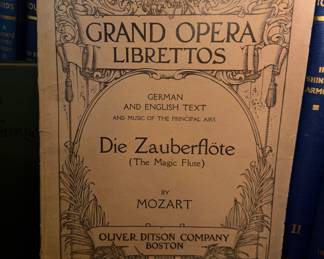 GRAND OPERA
LIBRETTOS
GERMAN
AND ENGLISH TEXT
AND MUSIC OF THE PRINCIPAL AIRS
Die Zauberflöte
(The Magic Flute)
BY
MOZART
OLIVER DITSON COMPANY
BOSTON
II